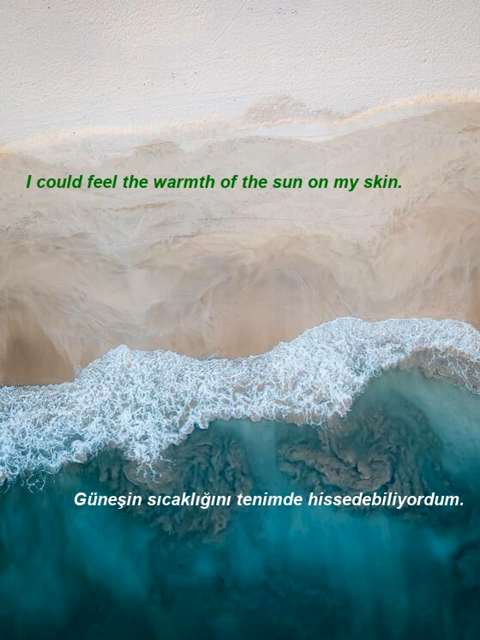 I could feel the warmth of the sun on my skin.
Güneşin sıcaklığını tenimde hissedebiliyordum.